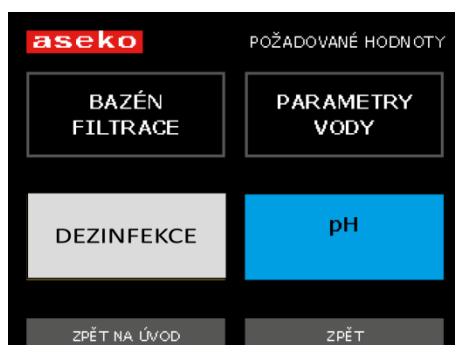 aseko
POŽADOVANÉ HODNOTY
BAZÉN
FILTRACE
PARAMETRY
VODY
DEZINFEKCE
pH
ZPĚT NA ÚVOD
ZPĚT